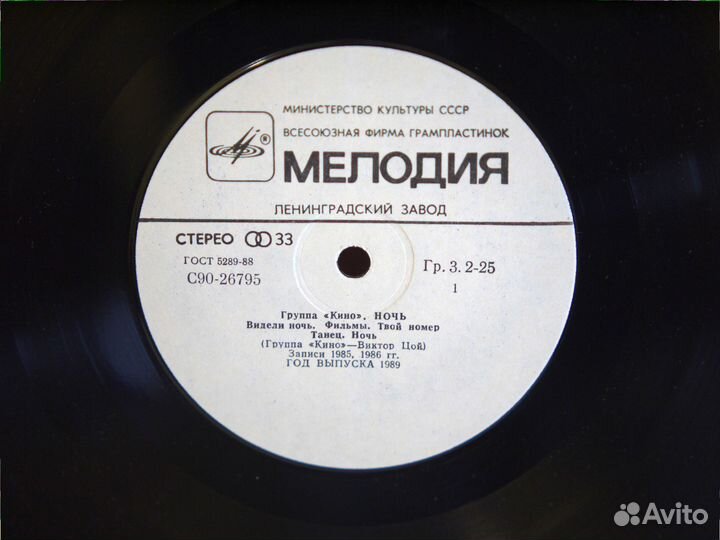 МИНИСТЕРСТВО КУЛЬТУРЫ СССР
ВСЕСОЮЗНАЯ ФИРМА ГРАМПЛАСТИНОК
®
МЕЛОДИЯ
ЛЕНИНГРАДСКИЙ ЗАВОД
СТЕРЕО 33
ГОСТ 5289-88
С90-26795
Гр. 3. 2-25
1
Группа «Кино». НОЧЬ
Видели ночь. Фильмы. Твой номер
Танец. Ночь
(Группа «Кино»—Виктор Цой)
Записи 1985, 1986 гг.
ГОД ВЫПУСКА 1989
Avito